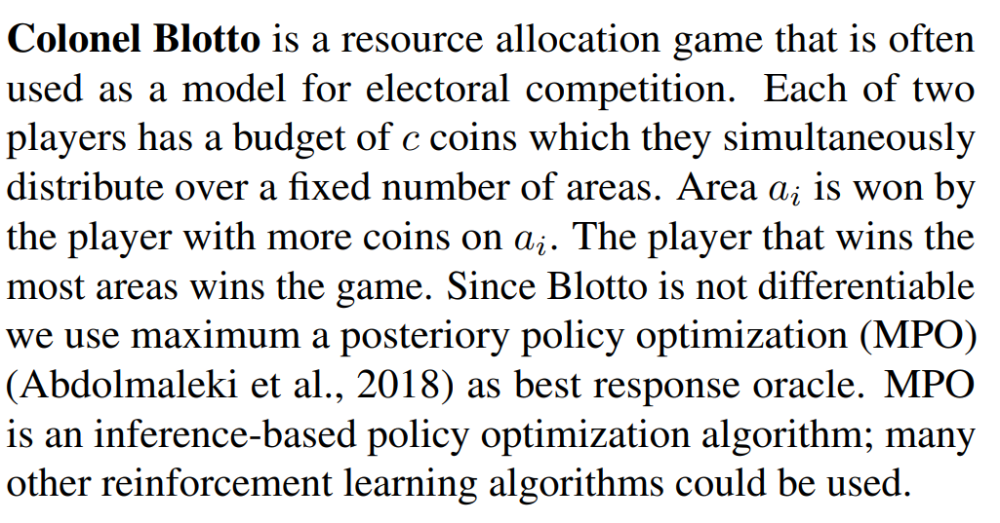 Colonel Blotto is a resource allocation game that is often
used as a model for electoral competition. Each of two
players has a budget of c coins which they simultaneously
distribute over a fixed number of areas. Area aᵢ is won by
the player with more coins on aᵢ. The player that wins the
most areas wins the game. Since Blotto is not differentiable
we use maximum a posteriory policy optimization (MPO)
(Abdolmaleki et al., 2018) as best response oracle. MPO
is an inference-based policy optimization algorithm; many
other reinforcement learning algorithms could be used.